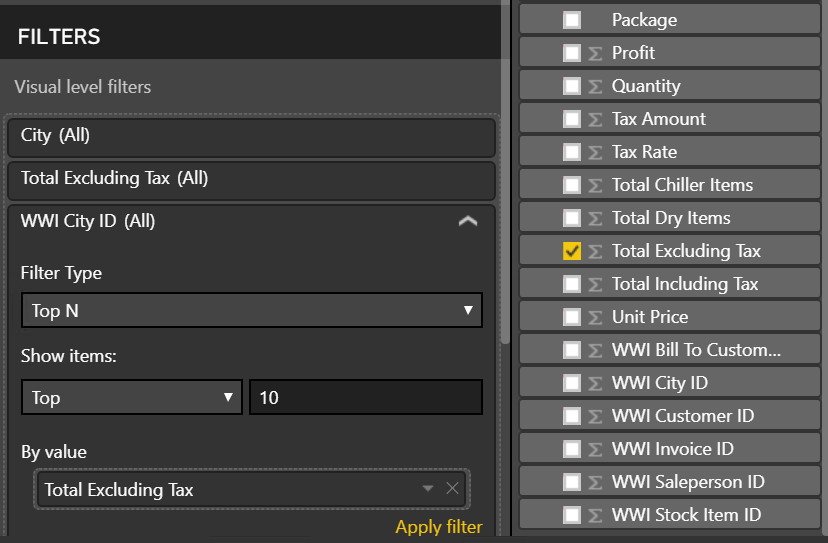 FILTERS
Visual level filters
City (All)
Total Excluding Tax (All)
WWI City ID (All)
Filter Type
Top N
Show items:
Top 10
By value
Total Excluding Tax
Apply filter
Package
Profit
Quantity
Tax Amount
Tax Rate
Total Chiller Items
Total Dry Items
Total Excluding Tax
Total Including Tax
Unit Price
WWI Bill To Custom...
WWI City ID
WWI Customer ID
WWI Invoice ID
WWI Saleperson ID
WWI Stock Item ID